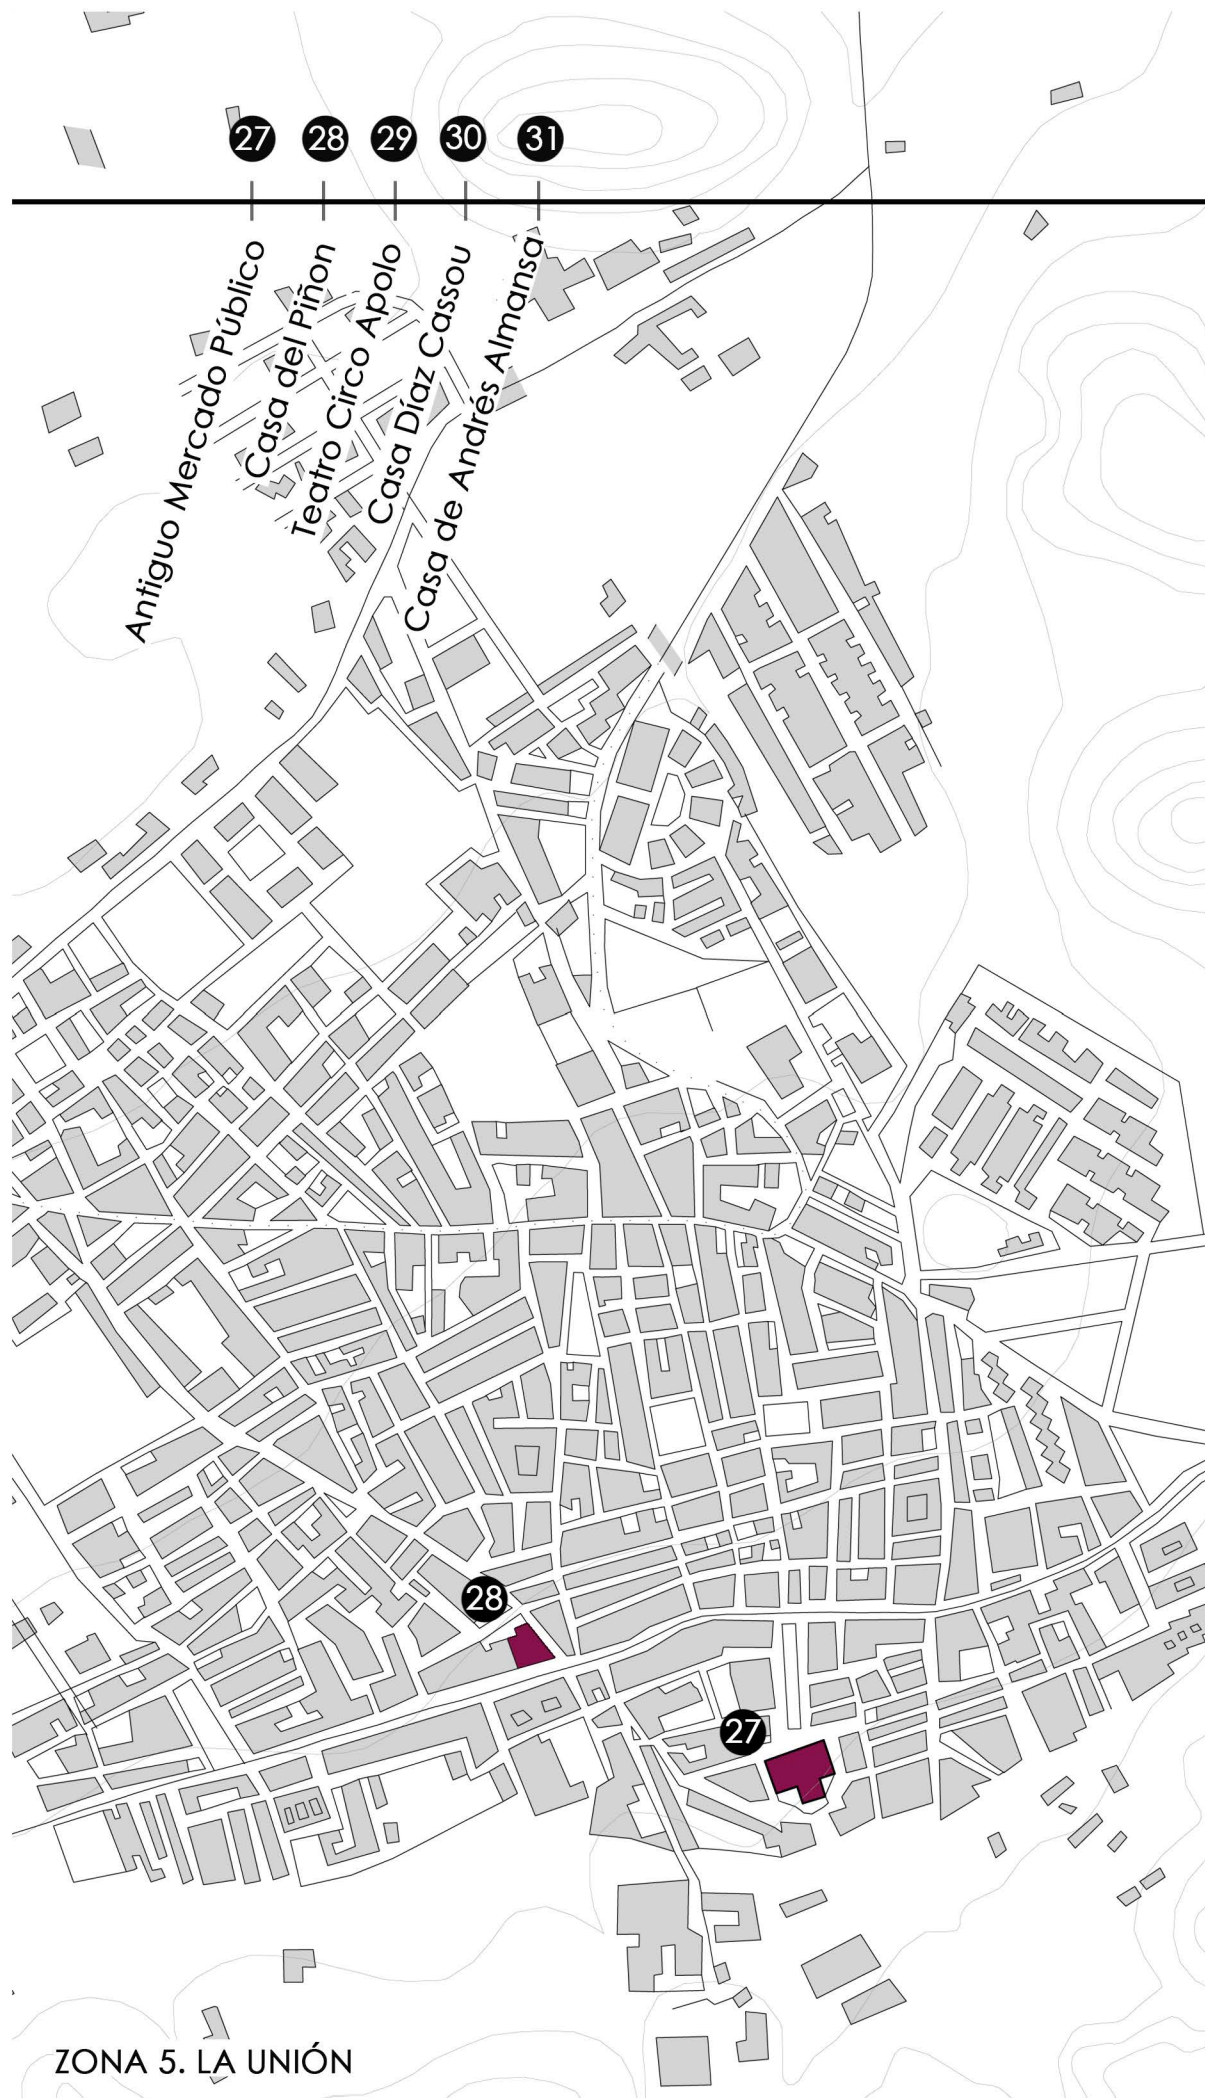 27
28
29
30
31
Antiguo Mercado Público
Casa del Piñon
Teatro Circo Apolo
Casa Díaz Cassou
Casa de Andrés Almansa
28
27
ZONA 5. LA UNIÓN